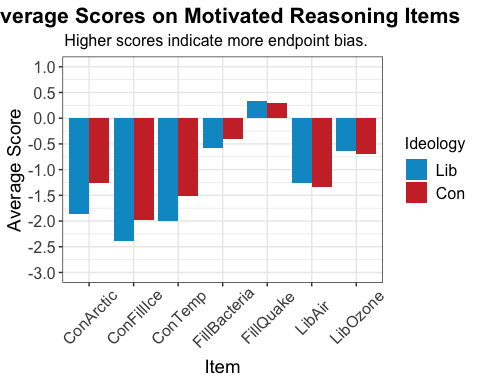 verage Scores on Motivated Reasoning Items
Higher scores indicate more endpoint bias.
1.0
0.5
0.0
-0.5
-1.0
-1.5
-2.0
-2.5
-3.0
Average Score
ConArctic
ConFillIce
ConTemp
FillBacteria
FillQuake
LibAir
LibOzone
Item
Ideology
Lib
Con